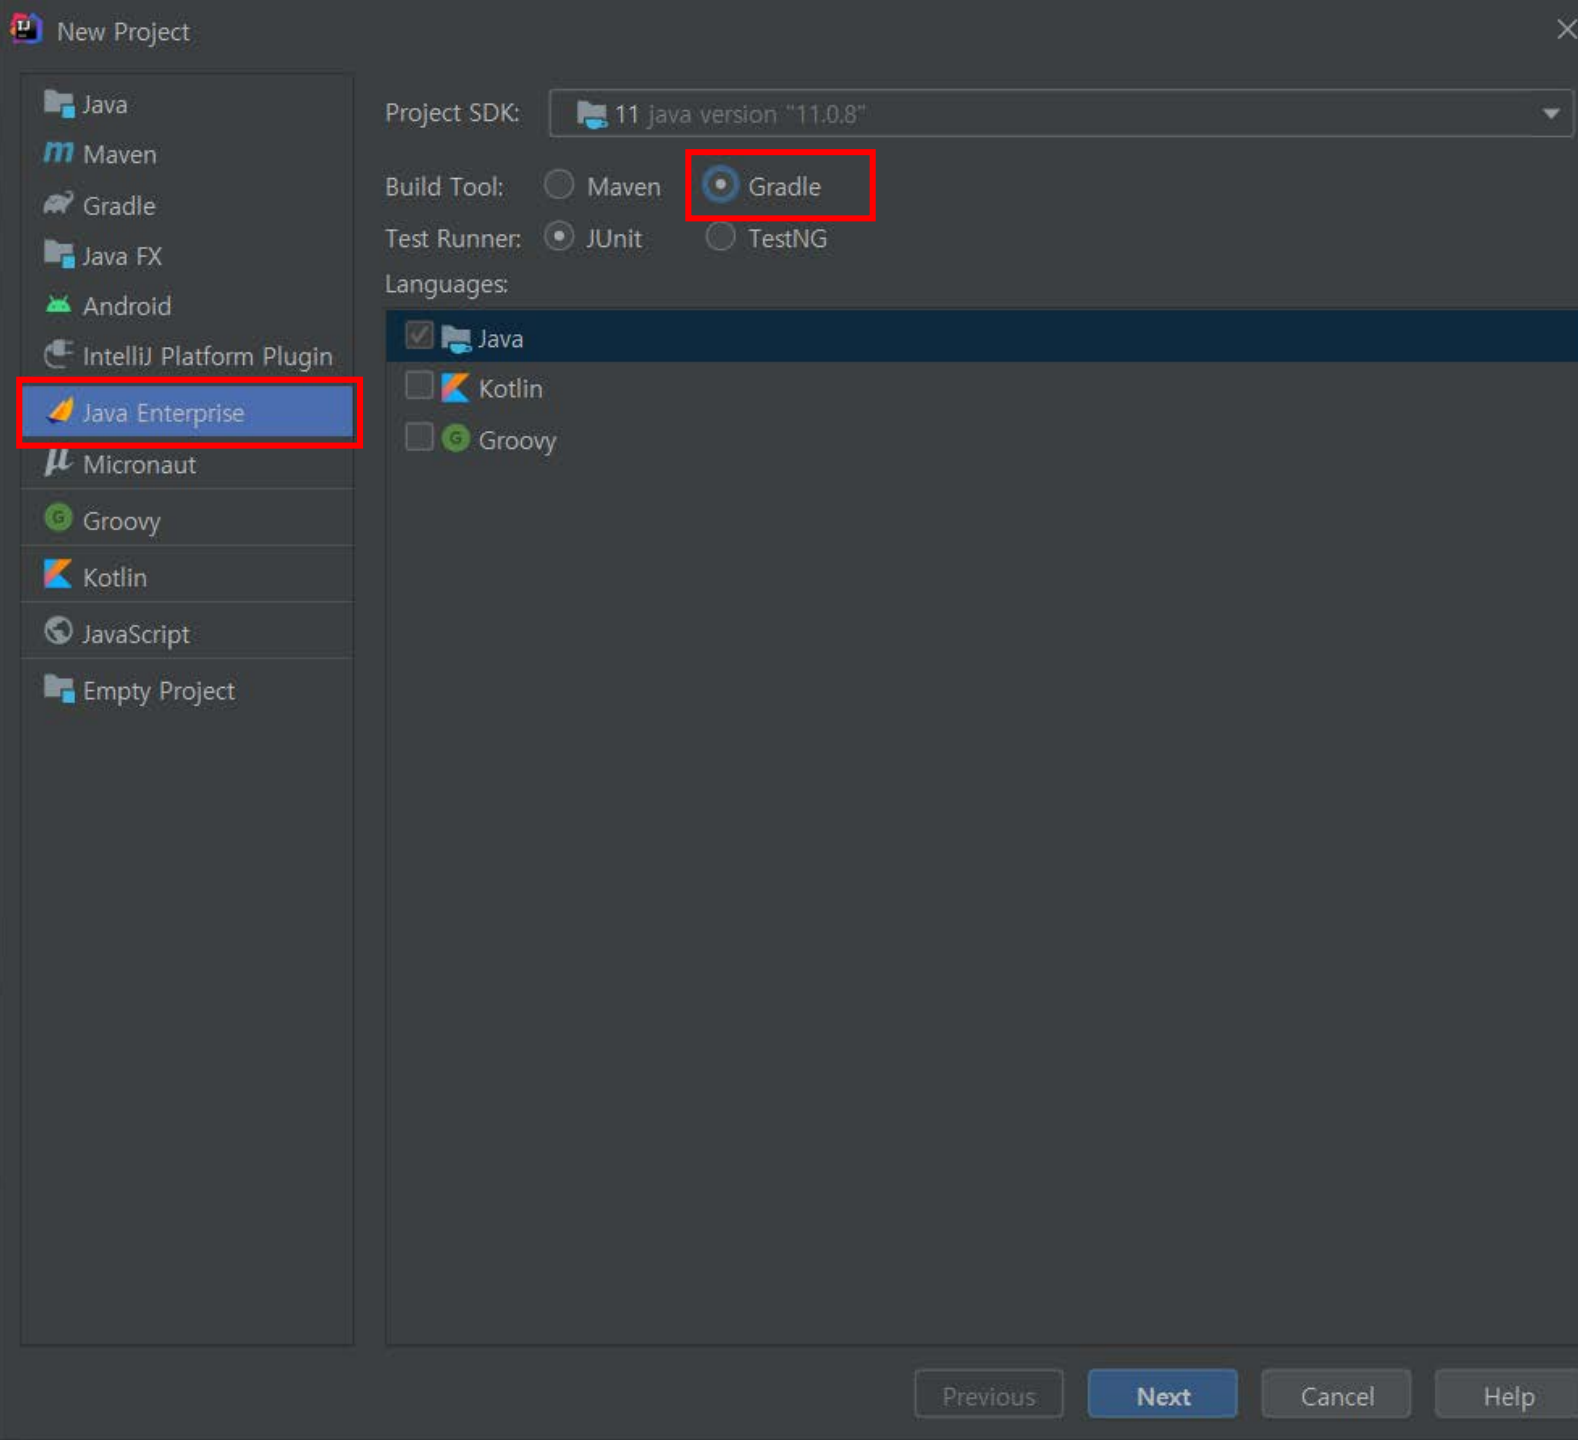 New Project
Java
Maven
Gradle
Java FX
Android
IntelliJ Platform Plugin
Java Enterprise
Micronaut
Groovy
Kotlin
JavaScript
Empty Project
Project SDK: 11 java version "11.0.8"
Build Tool: Maven Gradle
Test Runner: JUnit TestNG
Languages:
Java
Kotlin
Groovy
Previous Next Cancel Help